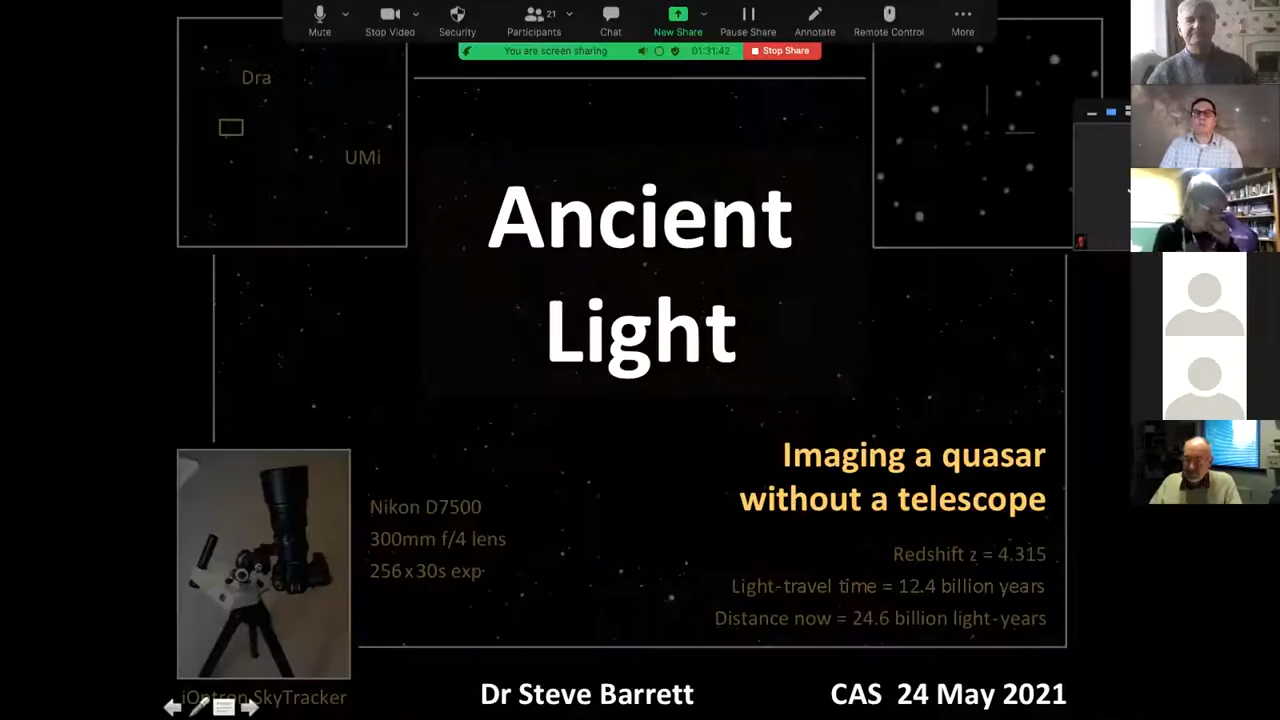 Mute
Stop Video
Security
21
Participants
Chat
New Share
Pause Share
Annotate
Remote Control
More
You are screen sharing
01:31:42
Stop Share
Dra
UMi
Ancient
Light
Imaging a quasar
without a telescope
Nikon D7500
300mm f/4 lens
256x30s exp
Redshift z = 4.315
Light-travel time = 12.4 billion years
Distance now = 24.6 billion light-years
iOptron SkyTracker
Dr Steve Barrett
CAS 24 May 2021